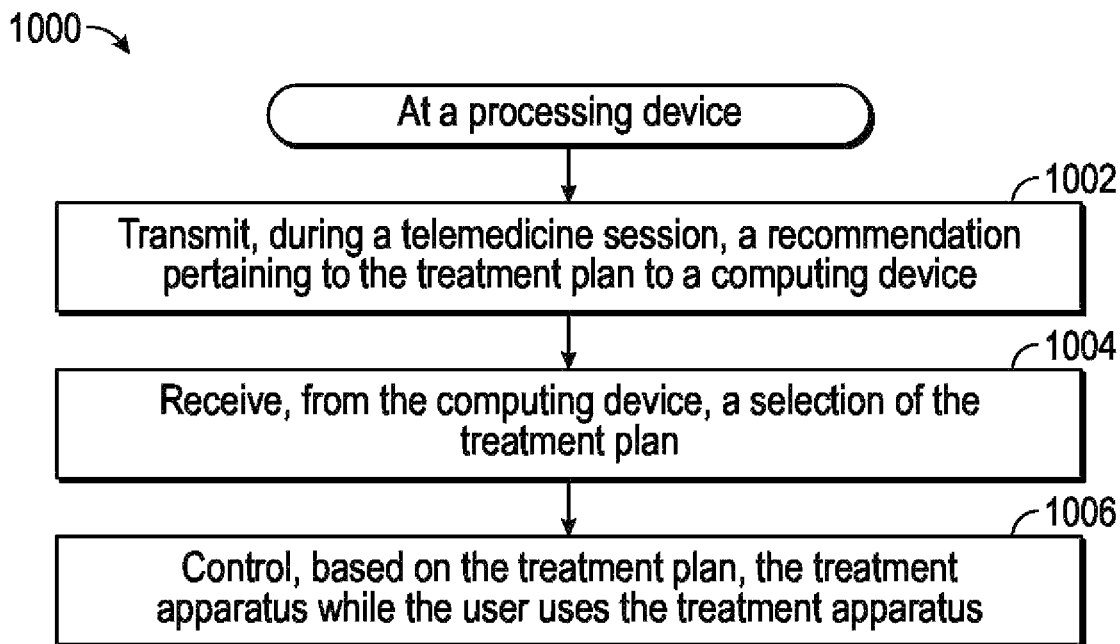 1000
At a processing device
1002
Transmit, during a telemedicine session, a recommendation
pertaining to the treatment plan to a computing device
1004
Receive, from the computing device, a selection of the
treatment plan
1006
Control, based on the treatment plan, the treatment
apparatus while the user uses the treatment apparatus